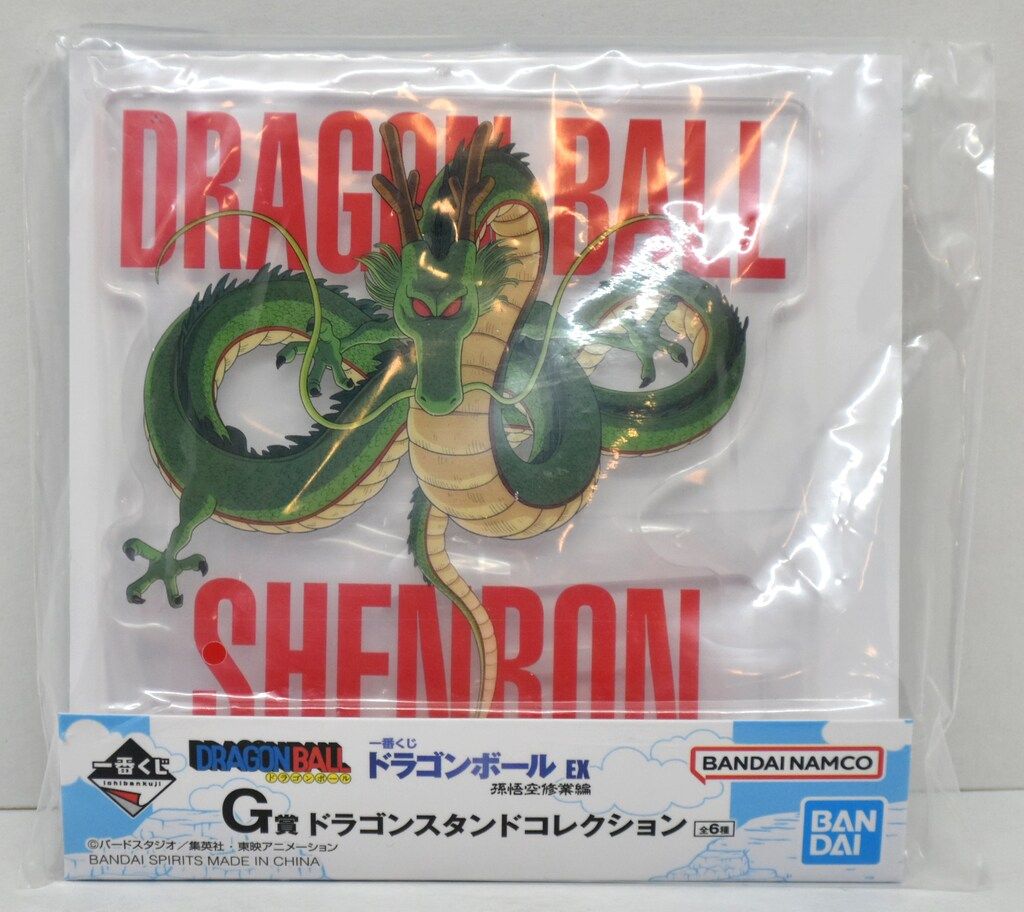 DRAGON BALL
SHENRON
一番くじ
ichibankuji
DRAGONBALL
ドラゴンボール
一番くじ
ドラゴンボール EX
孫悟空修業編
BANDAI NAMCO
G賞 ドラゴンスタンドコレクション 全6種
BAN
DAI
©バードスタジオ／集英社・東映アニメーション
BANDAI SPIRITS MADE IN CHINA